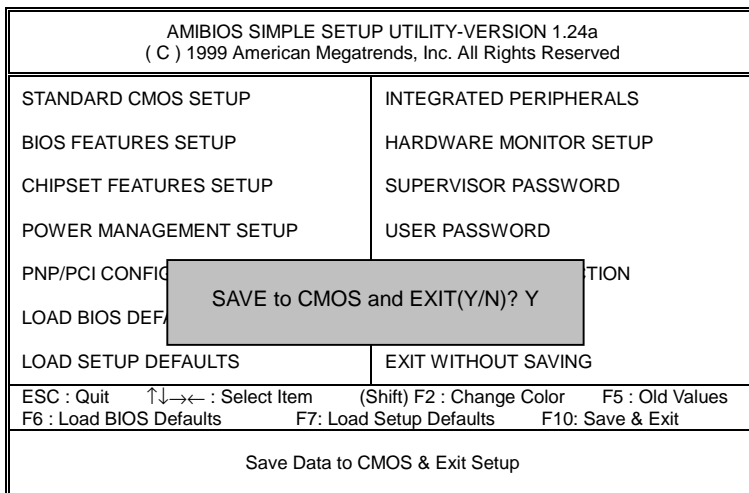 AMIBIOS SIMPLE SETUP UTILITY-VERSION 1.24a
( C ) 1999 American Megatrends, Inc. All Rights Reserved
STANDARD CMOS SETUP
INTEGRATED PERIPHERALS
BIOS FEATURES SETUP
HARDWARE MONITOR SETUP
CHIPSET FEATURES SETUP
SUPERVISOR PASSWORD
POWER MANAGEMENT SETUP
USER PASSWORD
PNP/PCI
SAVE to CMOS and EXIT(Y/N)? Y
LOAD BIOS
LOAD SETUP DEFAULTS
EXIT WITHOUT SAVING
ESC : Quit ↑↓→← : Select Item (Shift) F2 : Change Color F5 : Old Values
F6 : Load BIOS Defaults F7: Load Setup Defaults F10: Save & Exit
Save Data to CMOS & Exit Setup